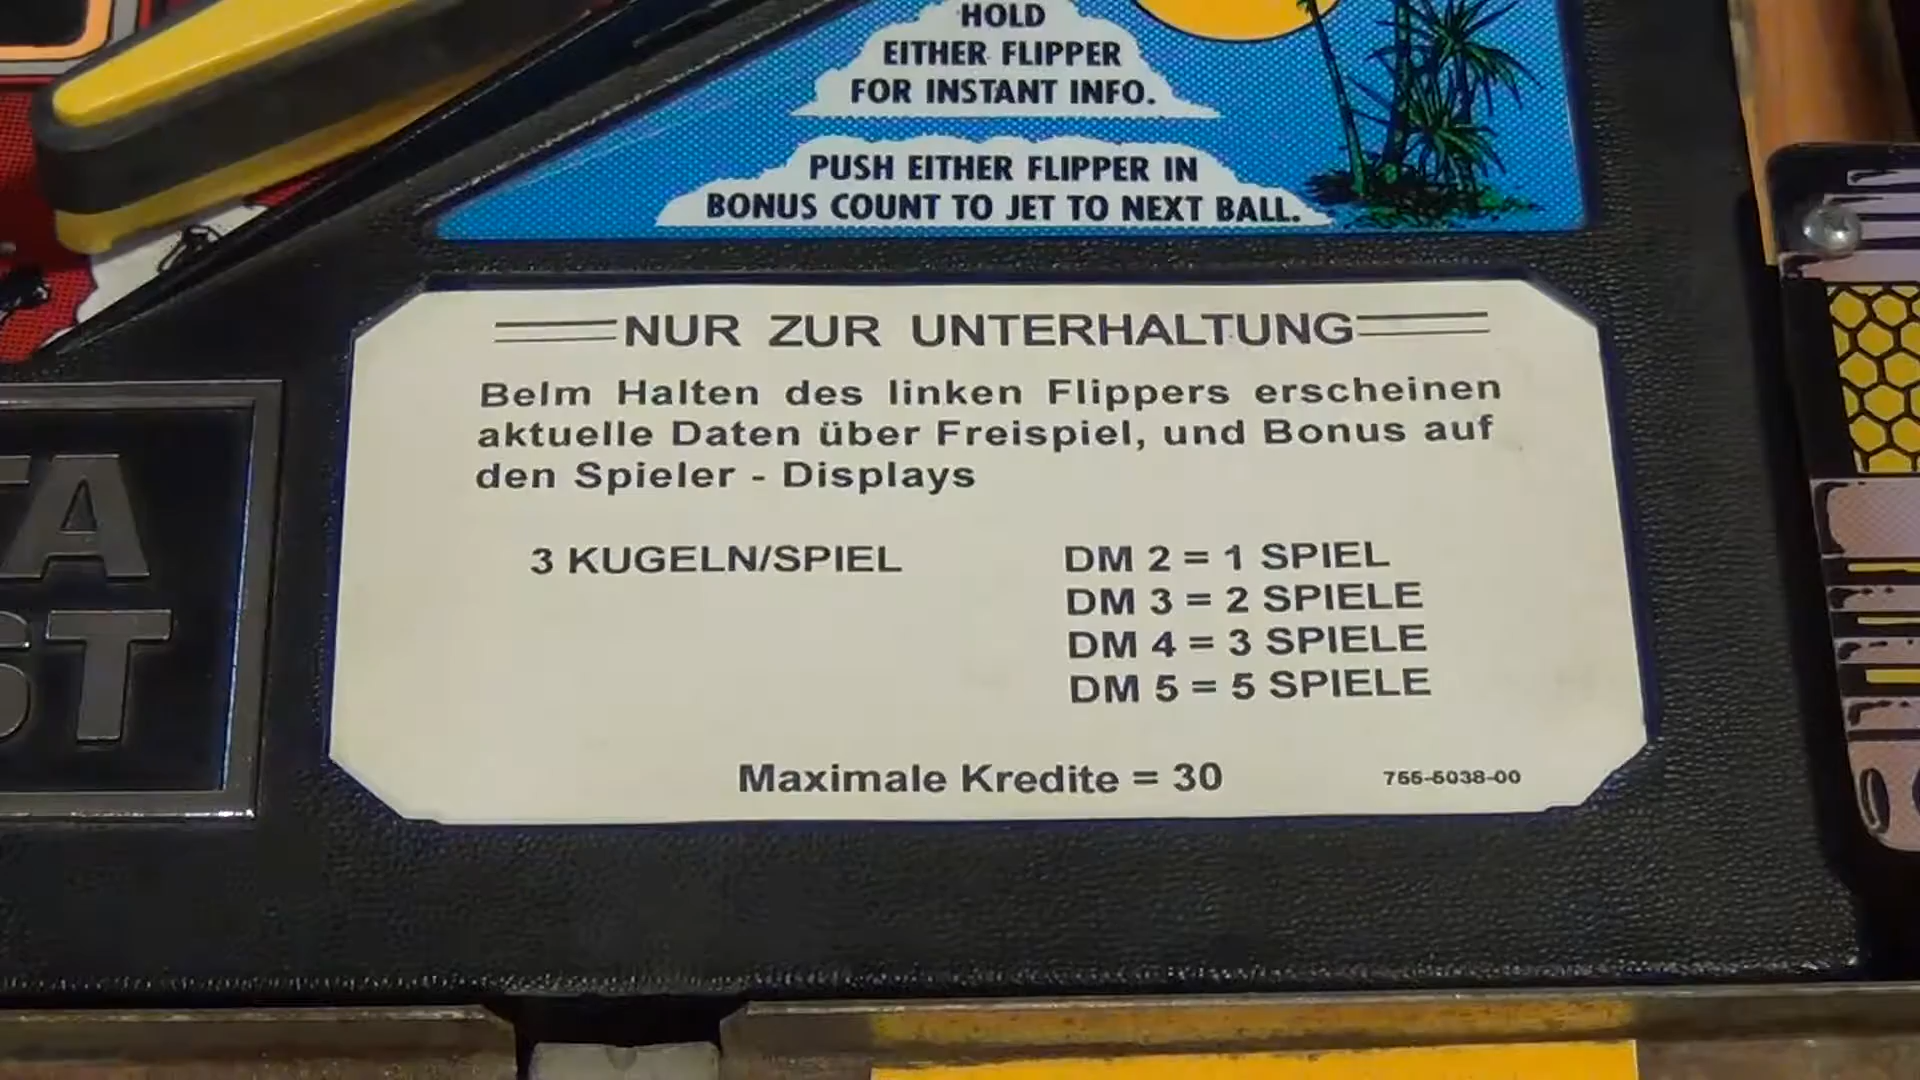 HOLD
EITHER FLIPPER
FOR INSTANT INFO.
PUSH EITHER FLIPPER IN
BONUS COUNT TO JET TO NEXT BALL.
NUR ZUR UNTERHALTUNG
Belm Halten des linken Flippers erscheinen
aktuelle Daten über Freispiel, und Bonus auf
den Spieler - Displays
3 KUGELN/SPIEL
DM 2 = 1 SPIEL
DM 3 = 2 SPIELE
DM 4 = 3 SPIELE
DM 5 = 5 SPIELE
Maximale Kredite = 30
755-5038-00